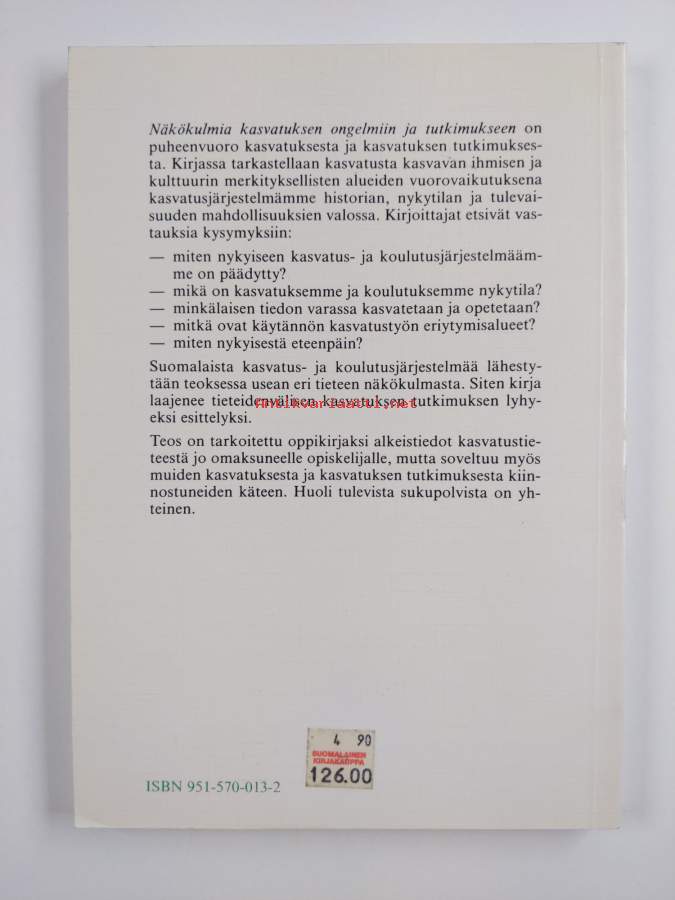 Näkökulmia kasvatuksen ongelmiin ja tutkimukseen on
puheenvuoro kasvatuksesta ja kasvatuksen tutkimukses-
ta. Kirjassa tarkastellaan kasvatusta kasvavan ihmisen ja
kulttuurin merkityksellisten alueiden vuorovaikutuksena
kasvatusjärjestelmämme historian, nykytilan ja tulevai-
suuden mahdollisuuksien valossa. Kirjoittajat etsivät vas-
tauksia kysymyksiin:
— miten nykyiseen kasvatus- ja koulutusjärjestelmääm-
me on päädytty?
— mikä on kasvatuksemme ja koulutuksemme nykytila?
— minkälaisen tiedon varassa kasvatetaan ja opetetaan?
— mitkä ovat käytännön kasvatustyön eriytymisalueet?
— miten nykyisestä eteenpäin?
Suomalaista kasvatus- ja koulutusjärjestelmää lähesty-
tään teoksessa usean eri tieteen näkökulmasta. Siten kirja
laajenee tieteidenvälisen kasvatuksen tutkimuksen lyhy-
eksi esittelyksi.
Antikvariaatti.net
Teos on tarkoitettu oppikirjaksi alkeistiedot kasvatustie-
teestä jo omaksuneelle opiskelijalle, mutta soveltuu myös
muiden kasvatuksesta ja kasvatuksen tutkimuksesta kiin-
nostuneiden käteen. Huoli tulevista sukupolvista on yh-
teinen.
4 90
SUOMALAINEN
KIRJAKAUPPA
126.00
ISBN 951-570-013-2